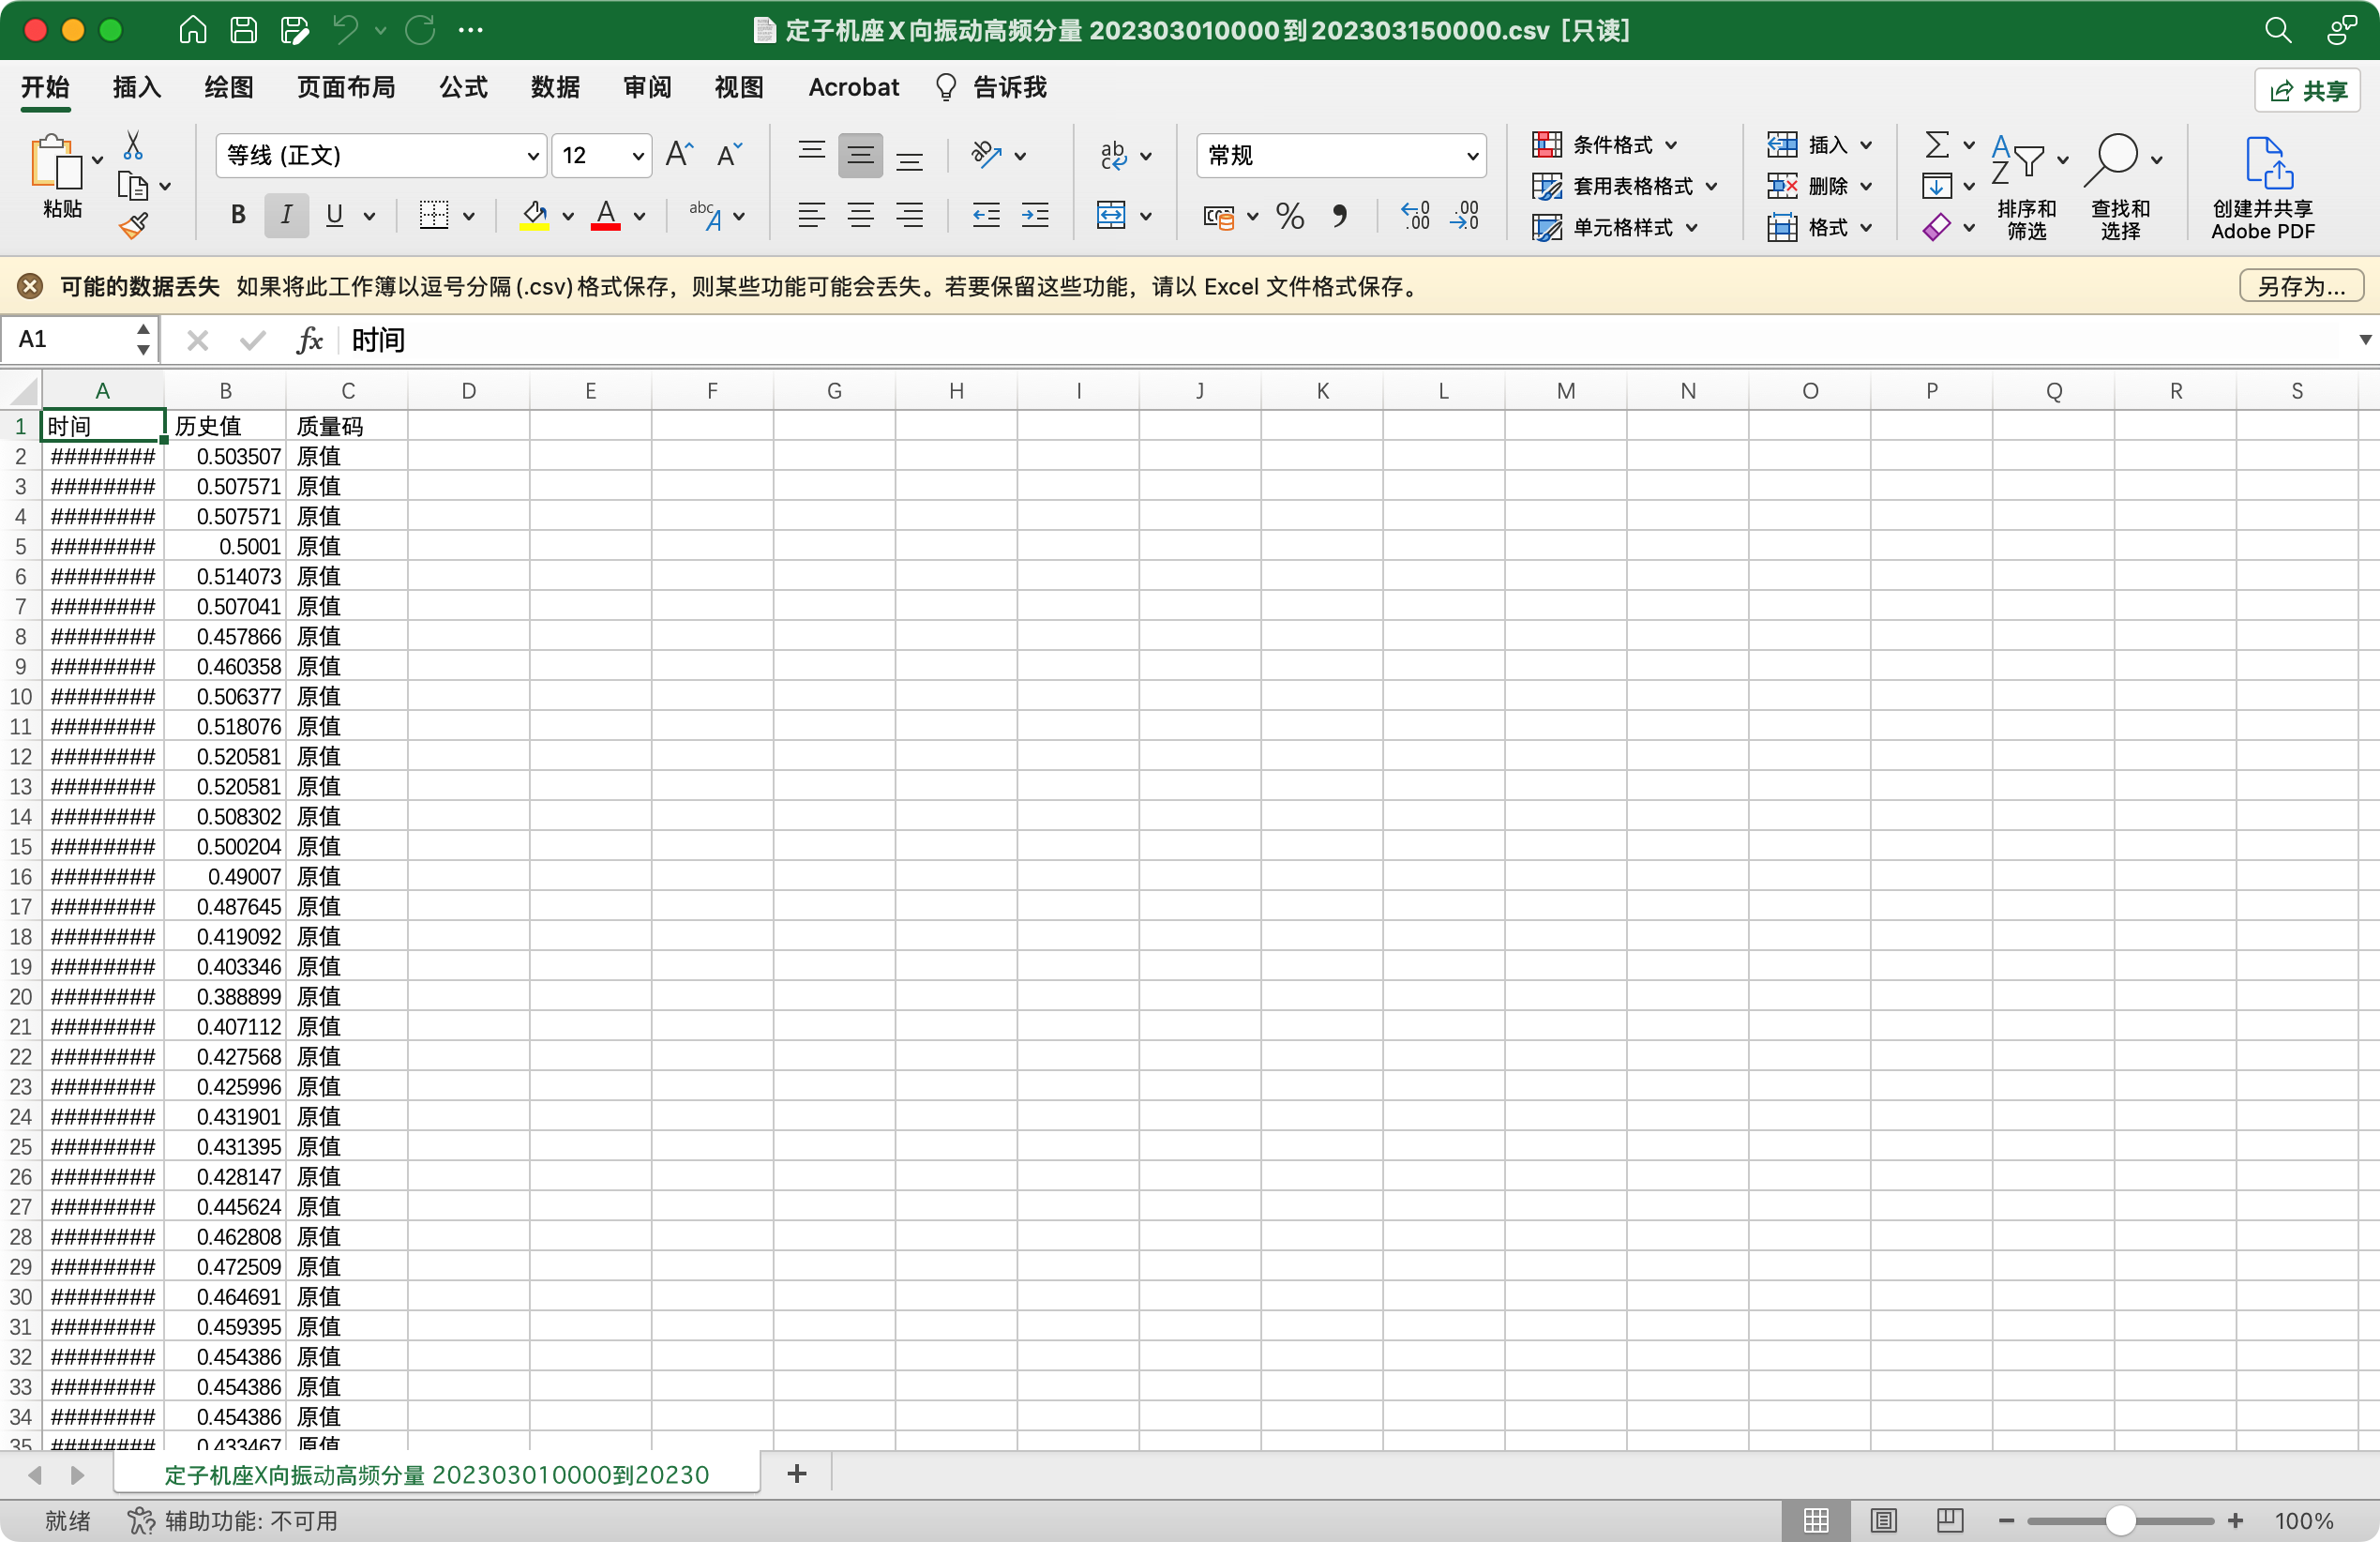 定子机座X向振动高频分量 202303010000到202303150000.csv [只读]
开始 插入 绘图 页面布局 公式 数据 审阅 视图 Acrobat 告诉我 共享
粘贴
等线 (正文) 12
B I U
常规
条件格式
套用表格格式
单元格样式
插入
删除
格式
排序和
筛选
查找和
选择
创建并共享
Adobe PDF
可能的数据丢失 如果将此工作簿以逗号分隔(.csv)格式保存，则某些功能可能会丢失。若要保留这些功能，请以 Excel 文件格式保存。 另存为...
A1 fx 时间
A B C D E F G H I J K L M N O P Q R S
1 时间 历史值 质量码
2 ######## 0.503507 原值
3 ######## 0.507571 原值
4 ######## 0.507571 原值
5 ######## 0.5001 原值
6 ######## 0.514073 原值
7 ######## 0.507041 原值
8 ######## 0.457866 原值
9 ######## 0.460358 原值
10 ######## 0.506377 原值
11 ######## 0.518076 原值
12 ######## 0.520581 原值
13 ######## 0.520581 原值
14 ######## 0.508302 原值
15 ######## 0.500204 原值
16 ######## 0.49007 原值
17 ######## 0.487645 原值
18 ######## 0.419092 原值
19 ######## 0.403346 原值
20 ######## 0.388899 原值
21 ######## 0.407112 原值
22 ######## 0.427568 原值
23 ######## 0.425996 原值
24 ######## 0.431901 原值
25 ######## 0.431395 原值
26 ######## 0.428147 原值
27 ######## 0.445624 原值
28 ######## 0.462808 原值
29 ######## 0.472509 原值
30 ######## 0.464691 原值
31 ######## 0.459395 原值
32 ######## 0.454386 原值
33 ######## 0.454386 原值
34 ######## 0.454386 原值
35 ######## 0.433467 原值
定子机座X向振动高频分量 202303010000到20230
就绪 辅助功能: 不可用 100%